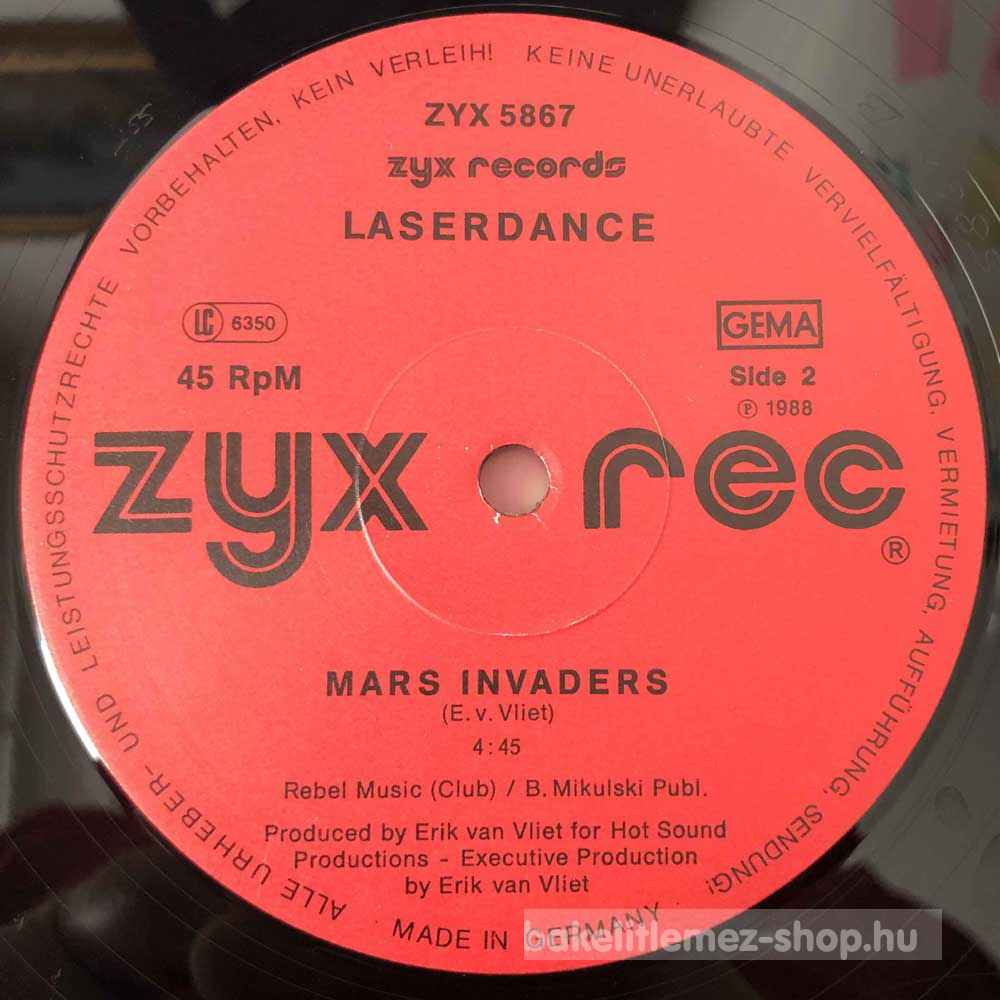 ALLE URHEBER- UND LEISTUNGSSCHUTZRECHTE VORBEHALTEN, KEIN VERLEIH! KEINE UNERLAUBTE VERVIELFÄLTIGUNG, VERMIETUNG, AUFFÜHRUNG, SENDUNG!
ZYX 5867
zyx records
LASERDANCE
LC 6350
GEMA
45 RpM
Side 2
℗ 1988
zyx rec
®
MARS INVADERS
(E. v. Vliet)
4:45
Rebel Music (Club) / B. Mikulski Publ.
Produced by Erik van Vliet for Hot Sound
Productions - Executive Production
by Erik van Vliet
MADE IN GERMANY
bakelitlemez-shop.hu